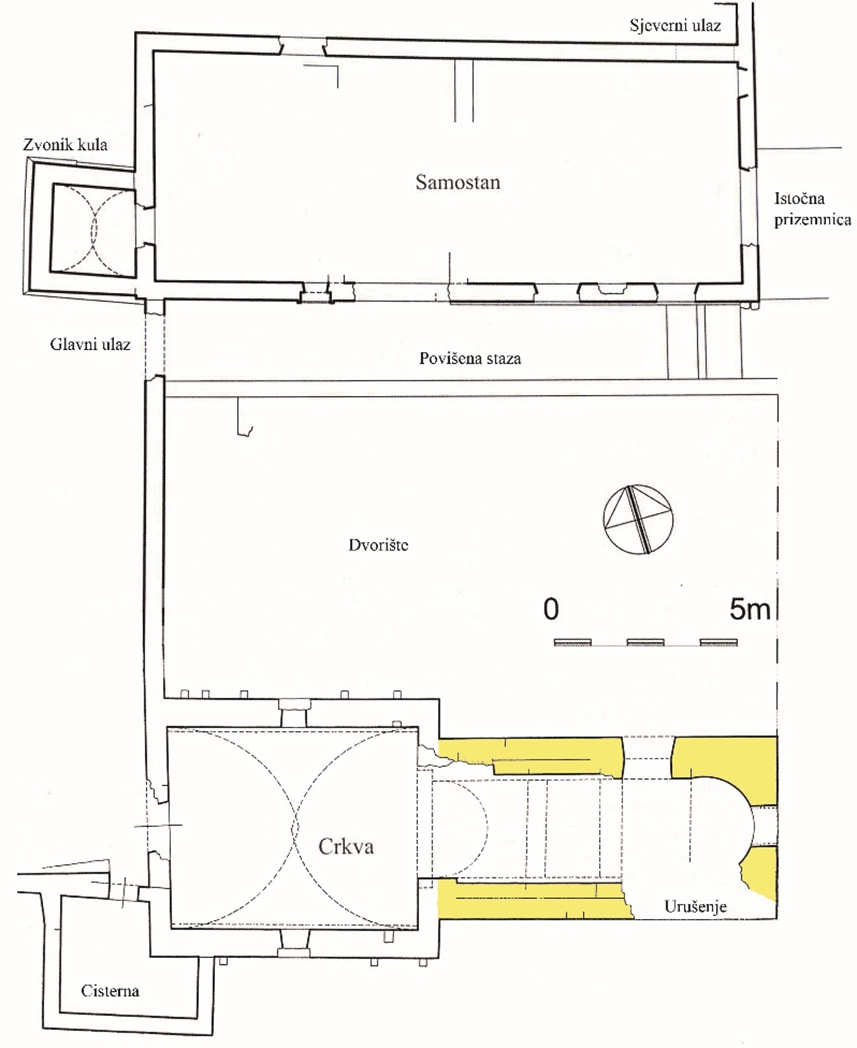 Sjeverni ulaz
Zvonik kula
Samostan
Istočna
prizemnica
Glavni ulaz
Povišena staza
Dvorište
0 5m
Crkva
Urušenje
Cisterna